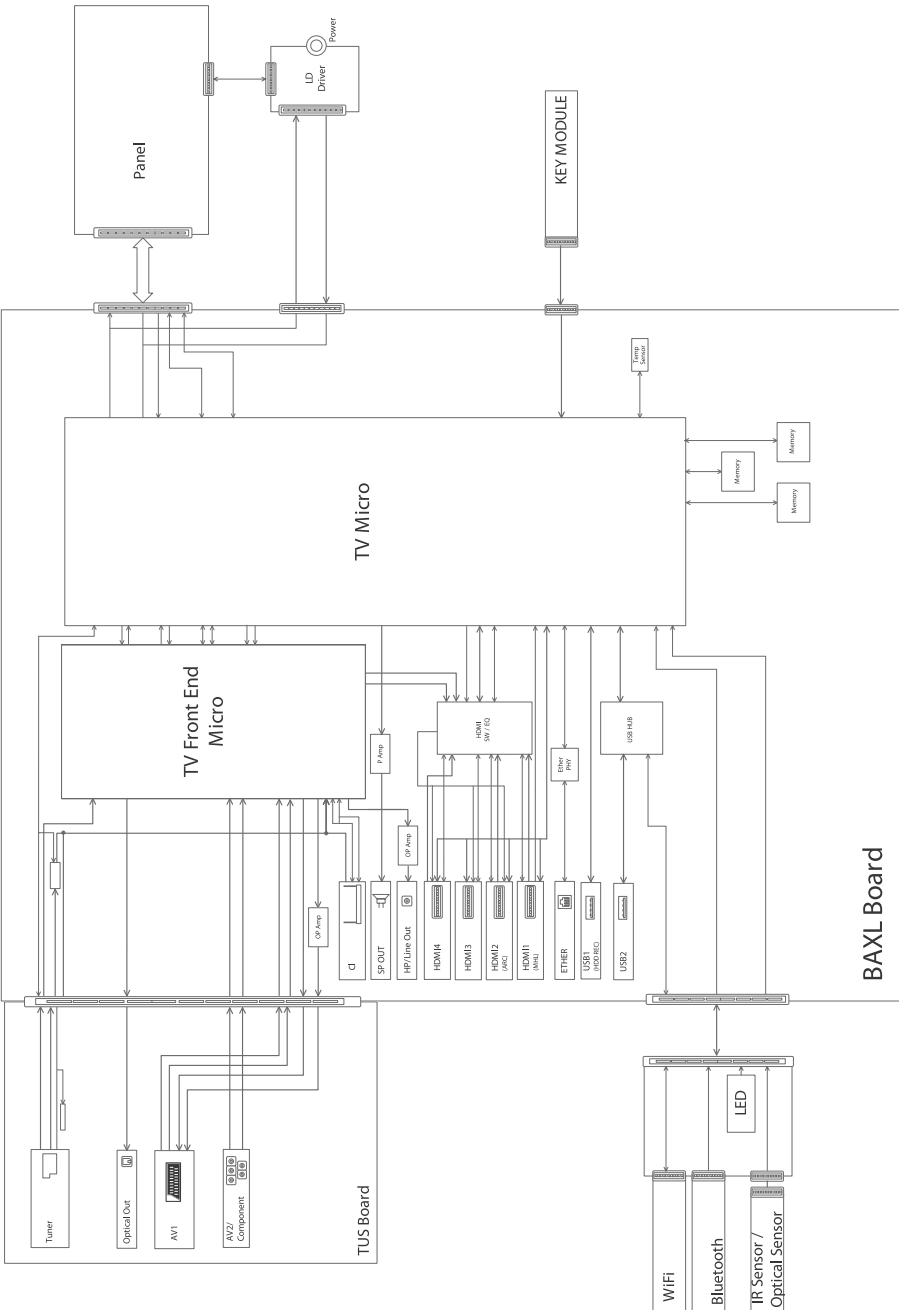 Panel
LD
Driver
Power
KEY MODULE
Temp
Sensor
TV Micro
Memory
Memory
Memory
TV Front End
Micro
P Amp
HDMI
SW / EQ
Ether
PHY
USB HUB
OP Amp
OP Amp
CI
SP OUT
HP/Line Out
HDMI4
HDMI3
HDMI2
(ARC)
HDMI1
(MHL)
ETHER
USB1
(HDD REC)
USB2
BAXL Board
Tuner
Optical Out
AV1
AV2/
Component
TUS Board
LED
WiFi
Bluetooth
IR Sensor /
Optical Sensor